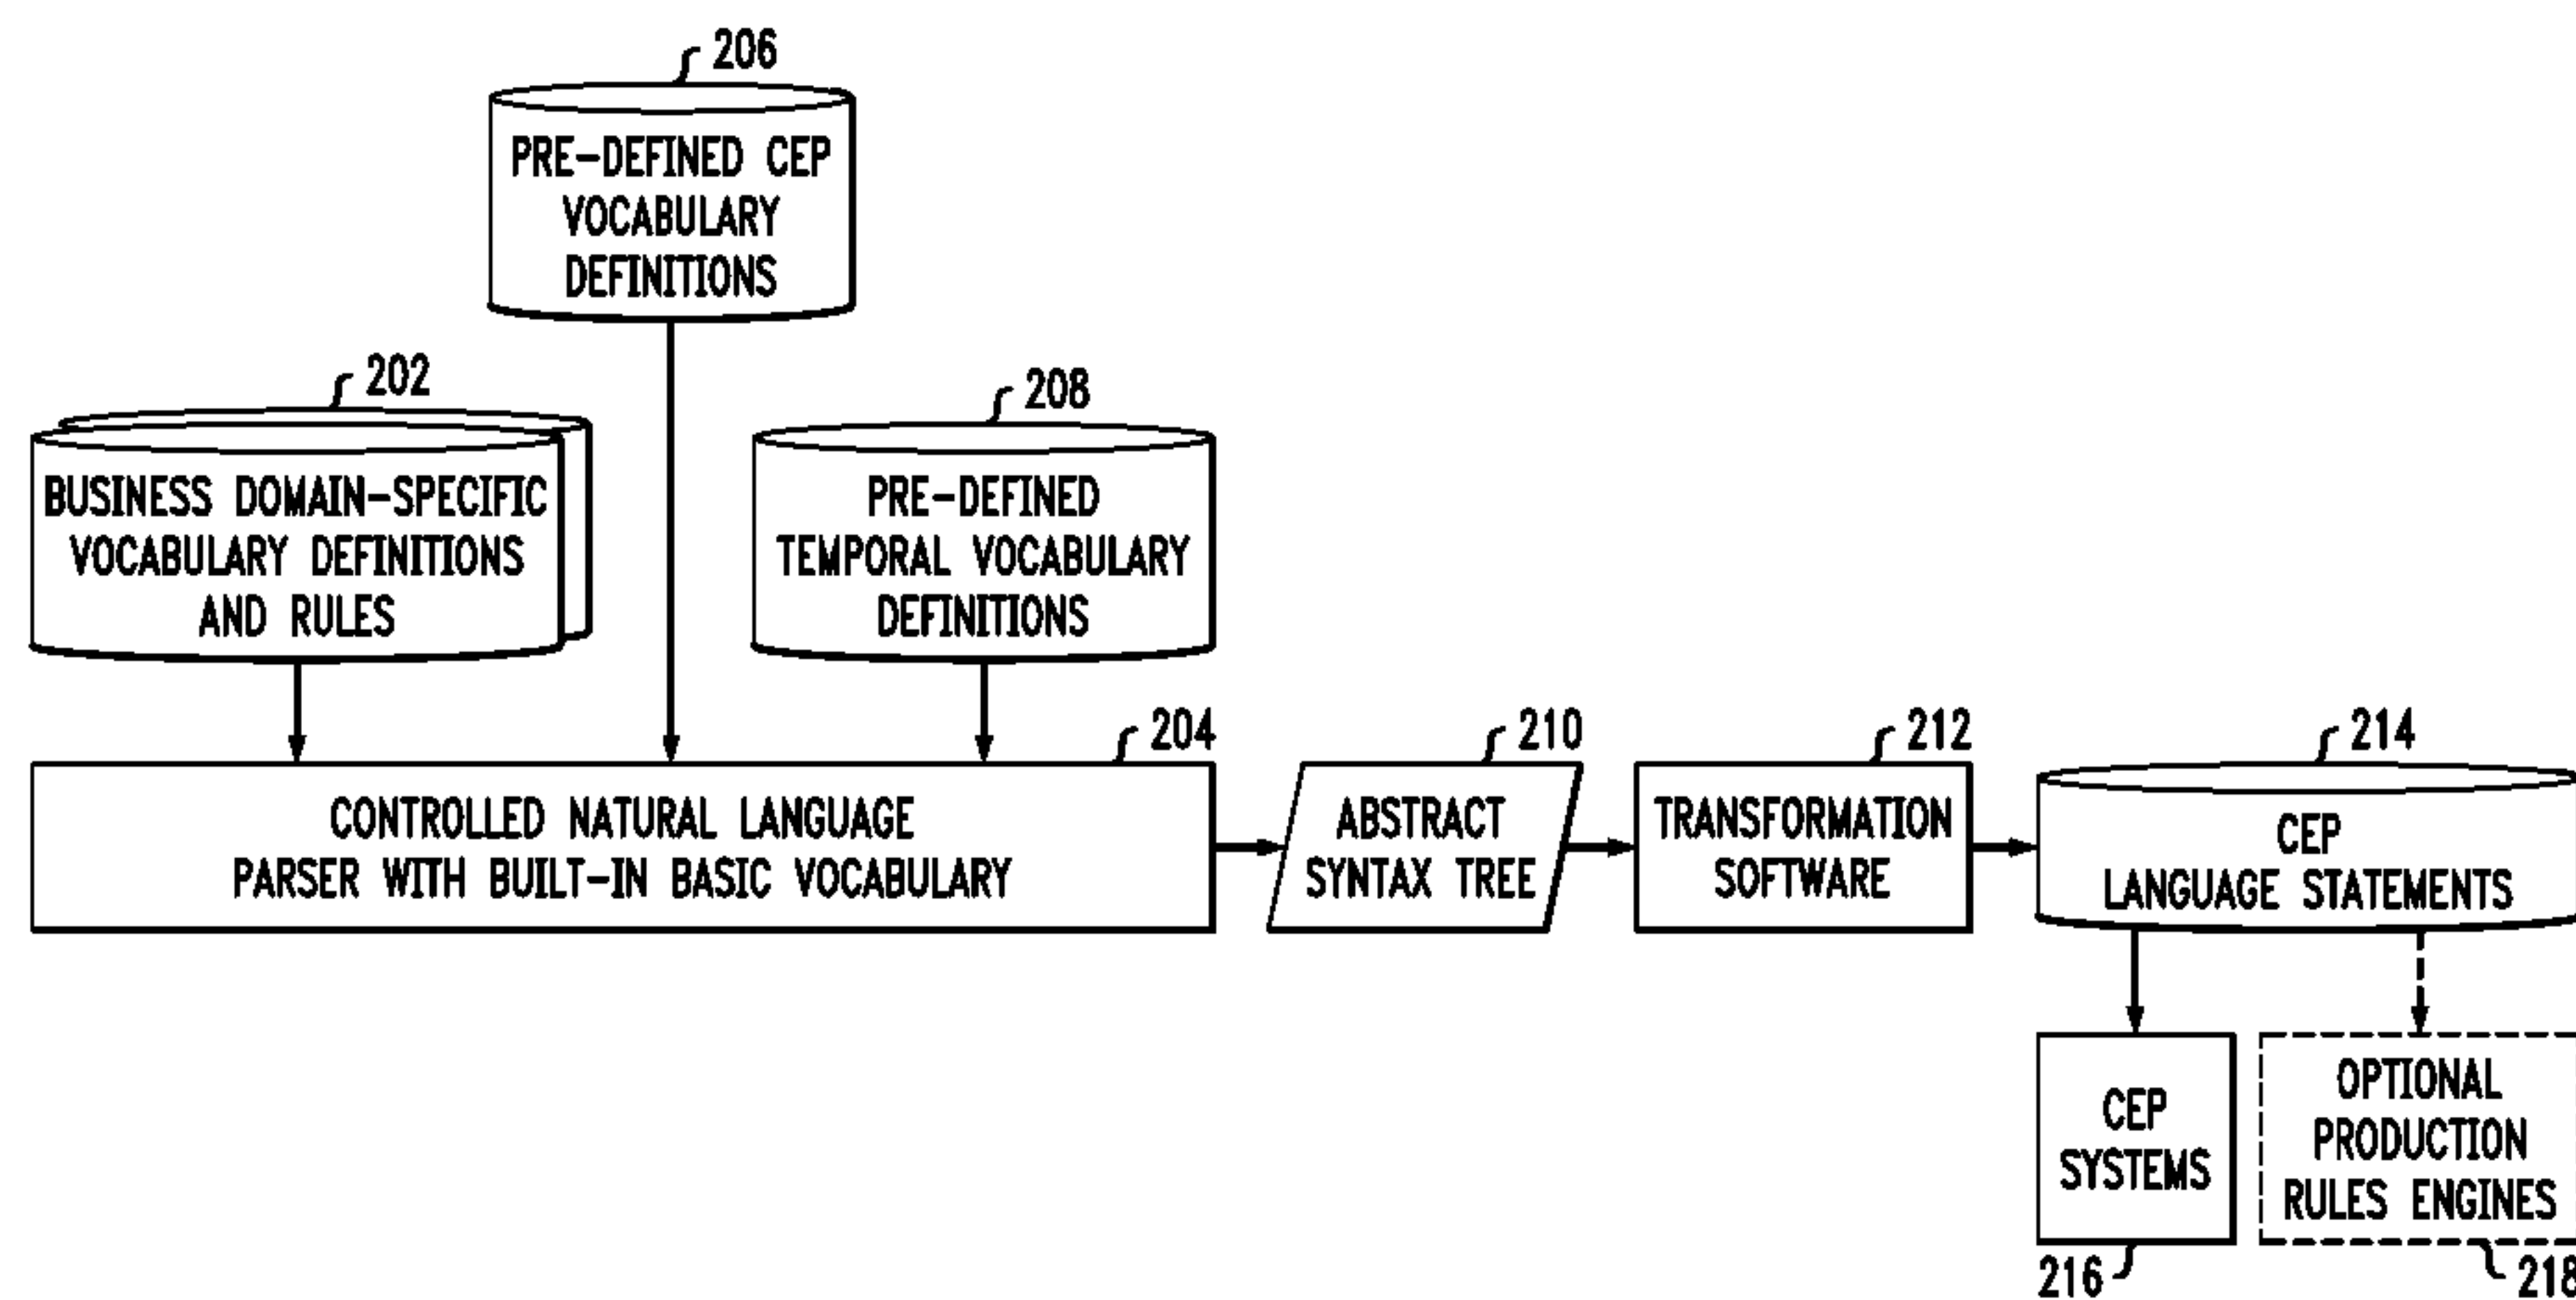 206
PRE-DEFINED CEP
VOCABULARY
DEFINITIONS
202
BUSINESS DOMAIN-SPECIFIC
VOCABULARY DEFINITIONS
AND RULES
208
PRE-DEFINED
TEMPORAL VOCABULARY
DEFINITIONS
204
CONTROLLED NATURAL LANGUAGE
PARSER WITH BUILT-IN BASIC VOCABULARY
210
ABSTRACT
SYNTAX TREE
212
TRANSFORMATION
SOFTWARE
214
CEP
LANGUAGE STATEMENTS
CEP
SYSTEMS
216
OPTIONAL
PRODUCTION
RULES ENGINES
218